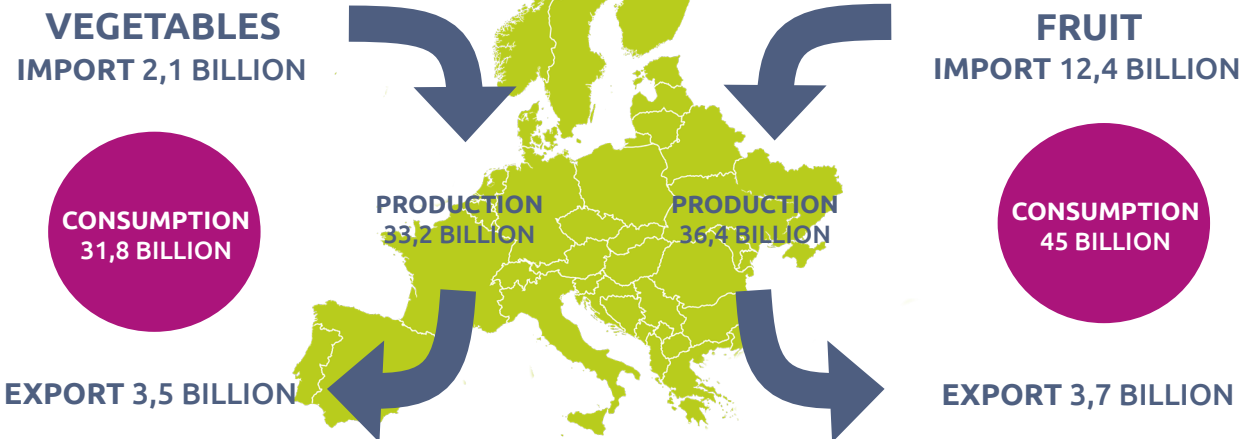 VEGETABLES
IMPORT 2,1 BILLION
CONSUMPTION
31,8 BILLION
EXPORT 3,5 BILLION
PRODUCTION
33,2 BILLION
PRODUCTION
36,4 BILLION
FRUIT
IMPORT 12,4 BILLION
CONSUMPTION
45 BILLION
EXPORT 3,7 BILLION